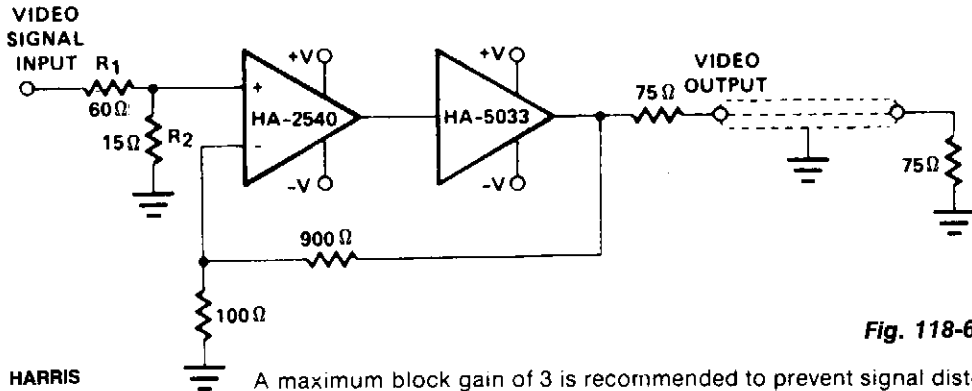 VIDEO
SIGNAL
INPUT
R1
60Ω
15Ω R2
+
-
HA-2540
+V
-V
HA-5033
+V
-V
75Ω
VIDEO
OUTPUT
75Ω
900Ω
100Ω
Fig. 118-6
HARRIS
A maximum block gain of 3 is recommended to prevent signal dist